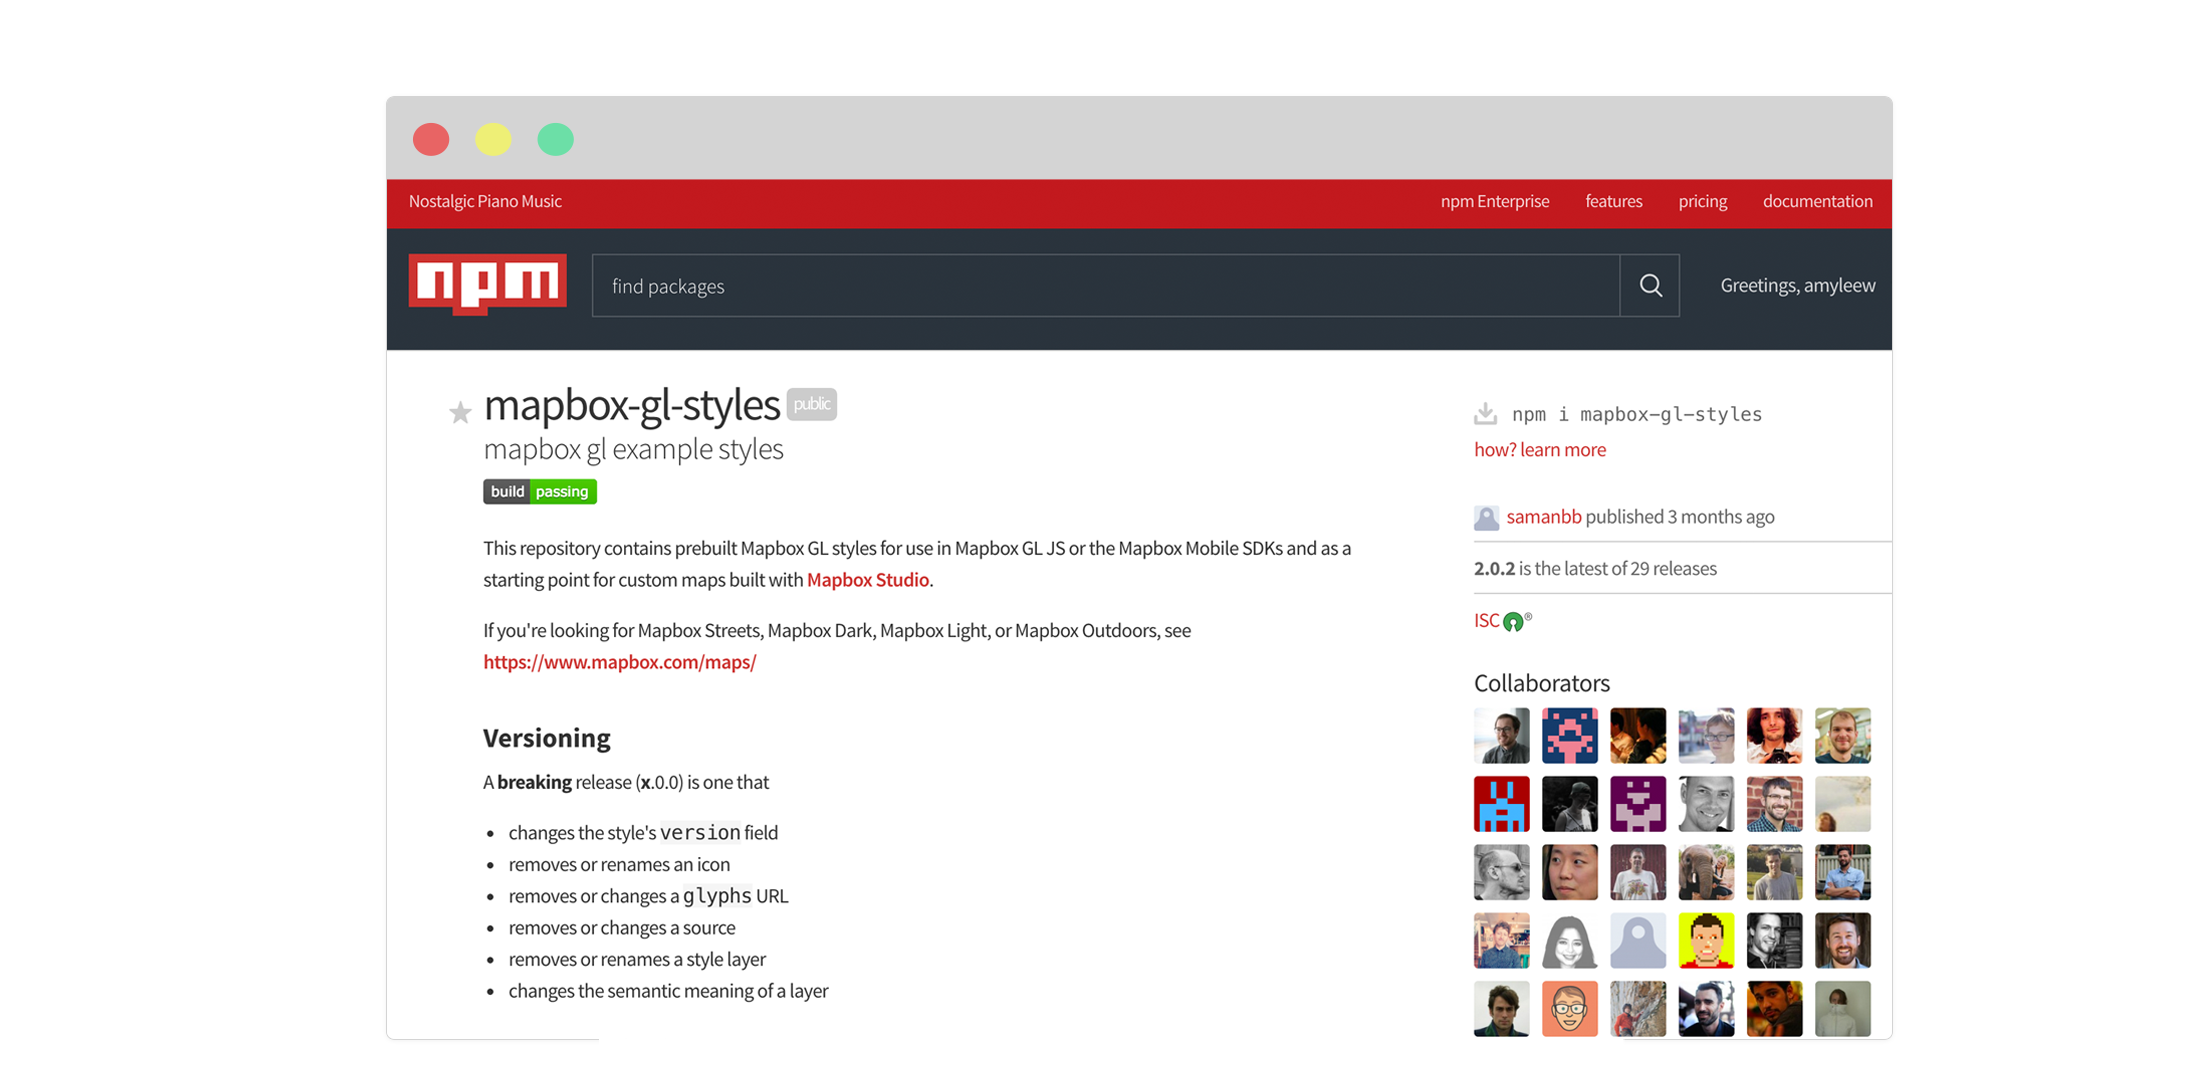 Nostalgic Piano Music
npm Enterprise features pricing documentation
npm
find packages
Greetings, amyleew
mapbox-gl-styles public
mapbox gl example styles
build passing
This repository contains prebuilt Mapbox GL styles for use in Mapbox GL JS or the Mapbox Mobile SDKs and as a
starting point for custom maps built with Mapbox Studio.
If you're looking for Mapbox Streets, Mapbox Dark, Mapbox Light, or Mapbox Outdoors, see
https://www.mapbox.com/maps/
Versioning
A breaking release (x.0.0) is one that
• changes the style's version field
• removes or renames an icon
• removes or changes a glyphs URL
• removes or changes a source
• removes or renames a style layer
• changes the semantic meaning of a layer
npm i mapbox-gl-styles
how? learn more
samanbb published 3 months ago
2.0.2 is the latest of 29 releases
ISC ®
Collaborators